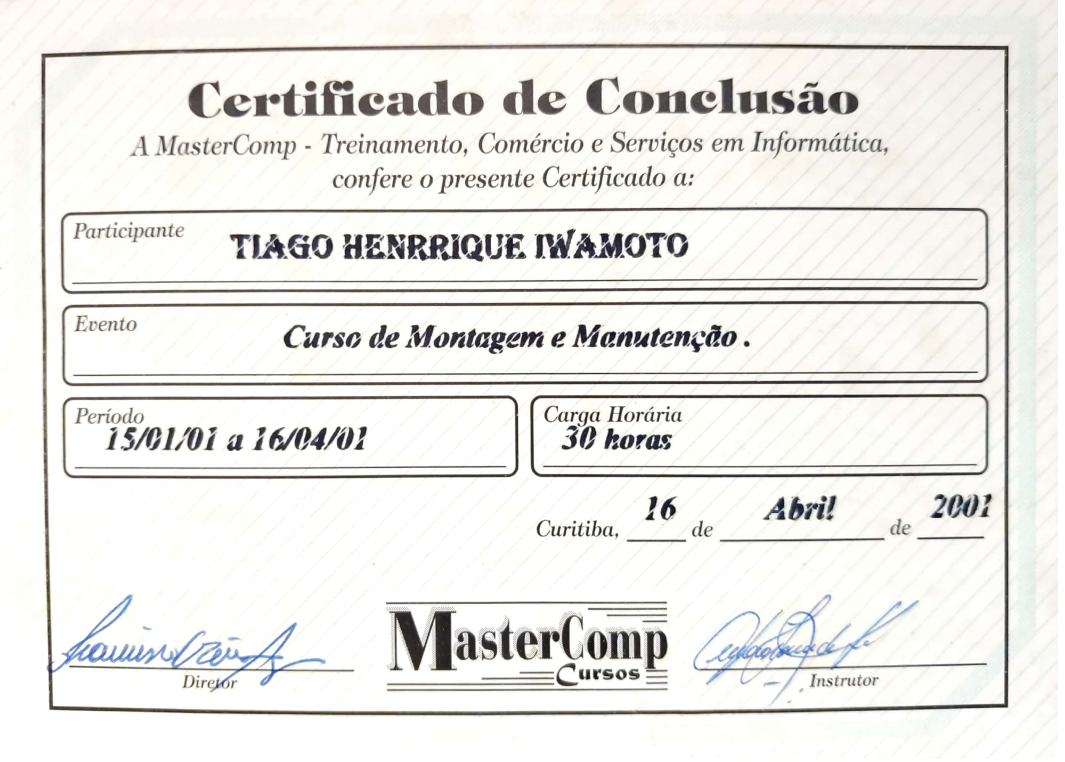 Certificado de Conclusão
A MasterComp - Treinamento, Comércio e Serviços em Informática,
confere o presente Certificado a:
Participante
TIAGO HENRRIQUE IWAMOTO
Evento
Curso de Montagem e Manutenção .
Período
15/01/01 a 16/04/01
Carga Horária
30 horas
Curitiba, 16 de Abril de 2001
MasterComp
Cursos
Diretor
Instrutor